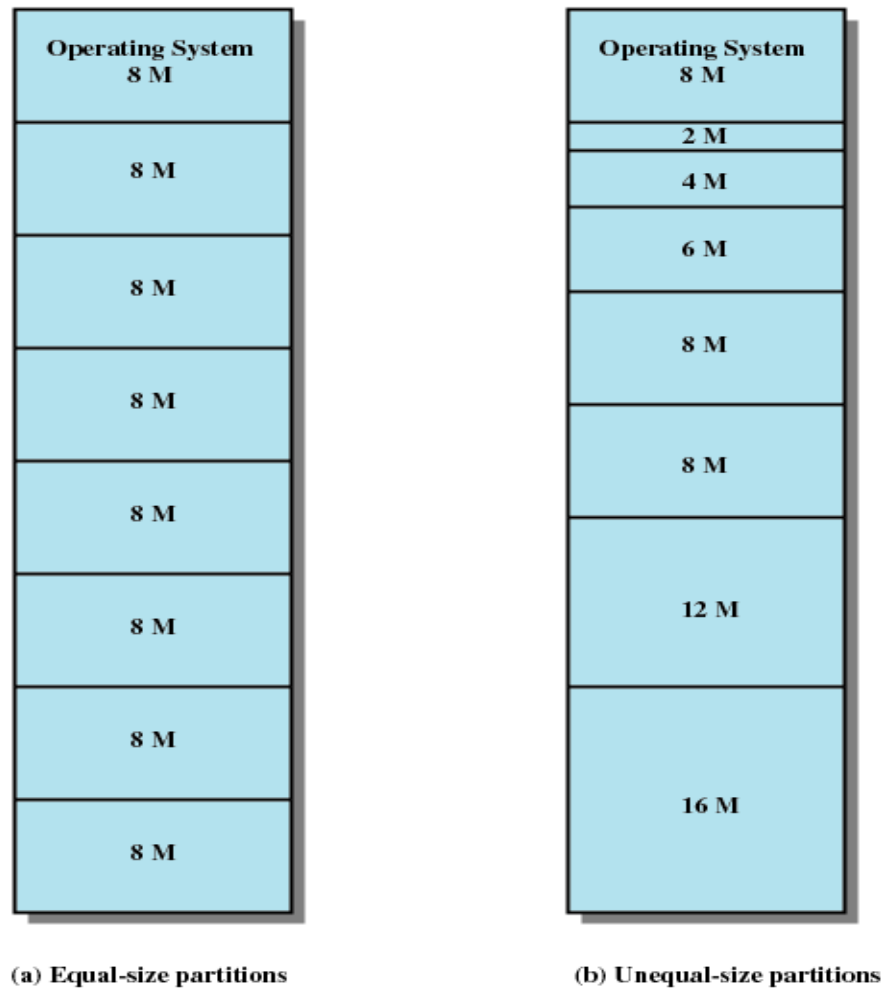 Operating System
8 M
8 M
8 M
8 M
8 M
8 M
8 M
8 M
(a) Equal-size partitions
Operating System
8 M
2 M
4 M
6 M
8 M
8 M
12 M
16 M
(b) Unequal-size partitions